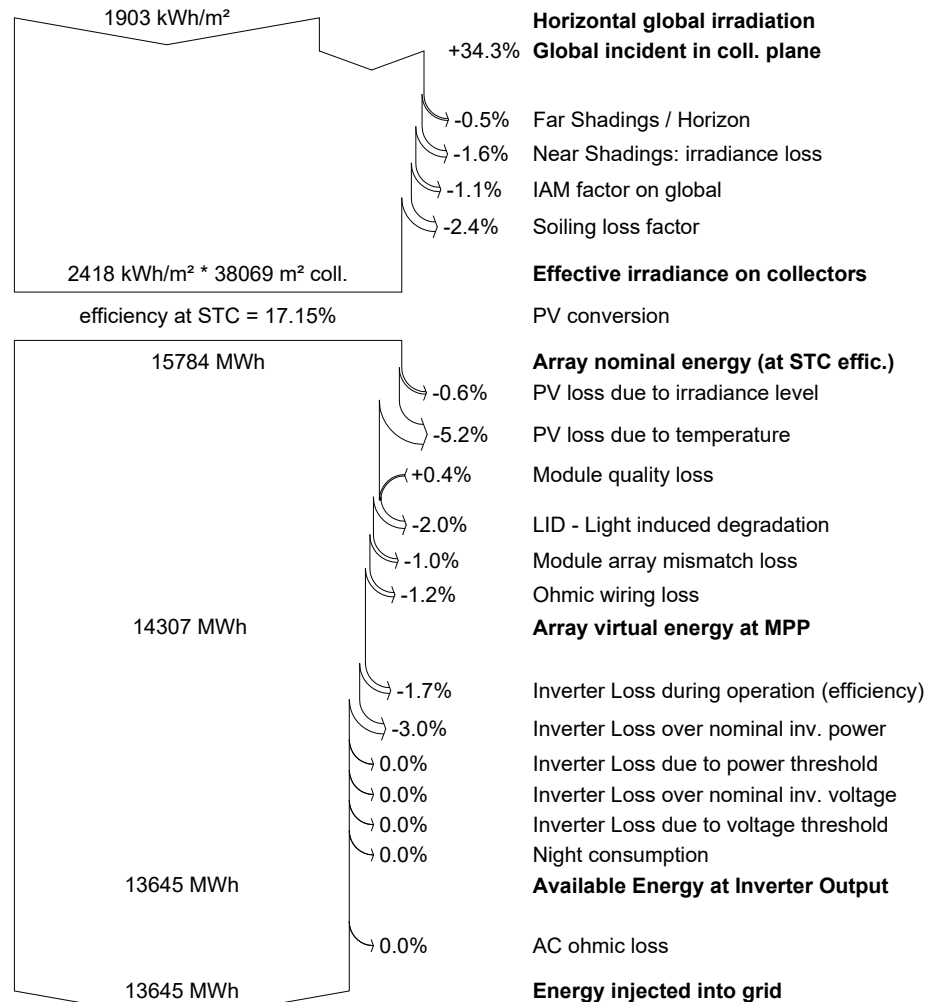 1903 kWh/m² Horizontal global irradiation
+34.3% Global incident in coll. plane
-0.5% Far Shadings / Horizon
-1.6% Near Shadings: irradiance loss
-1.1% IAM factor on global
-2.4% Soiling loss factor
2418 kWh/m² * 38069 m² coll. Effective irradiance on collectors
efficiency at STC = 17.15% PV conversion
15784 MWh Array nominal energy (at STC effic.)
-0.6% PV loss due to irradiance level
-5.2% PV loss due to temperature
+0.4% Module quality loss
-2.0% LID - Light induced degradation
-1.0% Module array mismatch loss
-1.2% Ohmic wiring loss
14307 MWh Array virtual energy at MPP
-1.7% Inverter Loss during operation (efficiency)
-3.0% Inverter Loss over nominal inv. power
0.0% Inverter Loss due to power threshold
0.0% Inverter Loss over nominal inv. voltage
0.0% Inverter Loss due to voltage threshold
0.0% Night consumption
13645 MWh Available Energy at Inverter Output
0.0% AC ohmic loss
13645 MWh Energy injected into grid